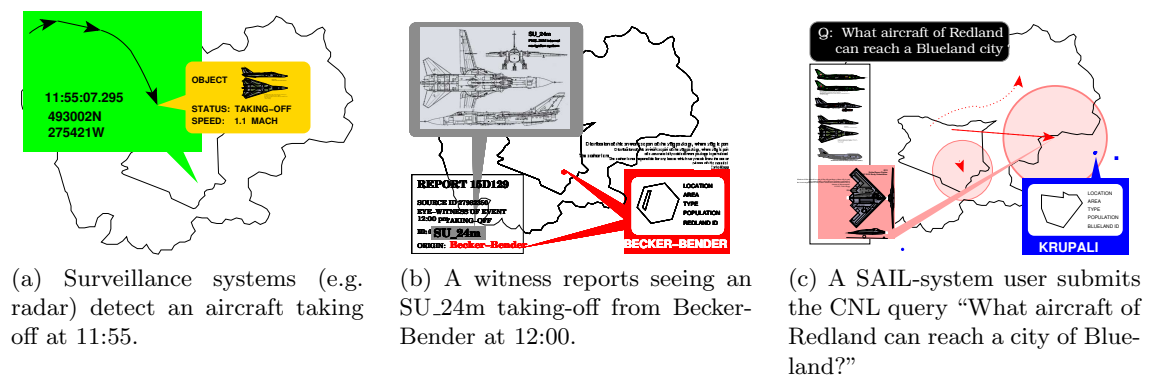 11:55:07.295
493002N
275421W
OBJECT
STATUS: TAKING-OFF
SPEED: 1.1 MACH
(a) Surveillance systems (e.g.
radar) detect an aircraft taking
off at 11:55.
SU_24m
REPORT 15D129
EYE-WITNESS OF EVENT
12:00 pm TAKING-OFF
SU_24m
ORIGIN: Becker-Bender
LOCATION
AREA
TYPE
POPULATION
REDLAND ID
BECKER-BENDER
(b) A witness reports seeing an
SU_24m taking-off from Becker-
Bender at 12:00.
Q: What aircraft of Redland
can reach a Blueland city
LOCATION
AREA
TYPE
POPULATION
BLUELAND ID
KRUPALI
(c) A SAIL-system user submits
the CNL query “What aircraft of
Redland can reach a city of Blue-
land?”